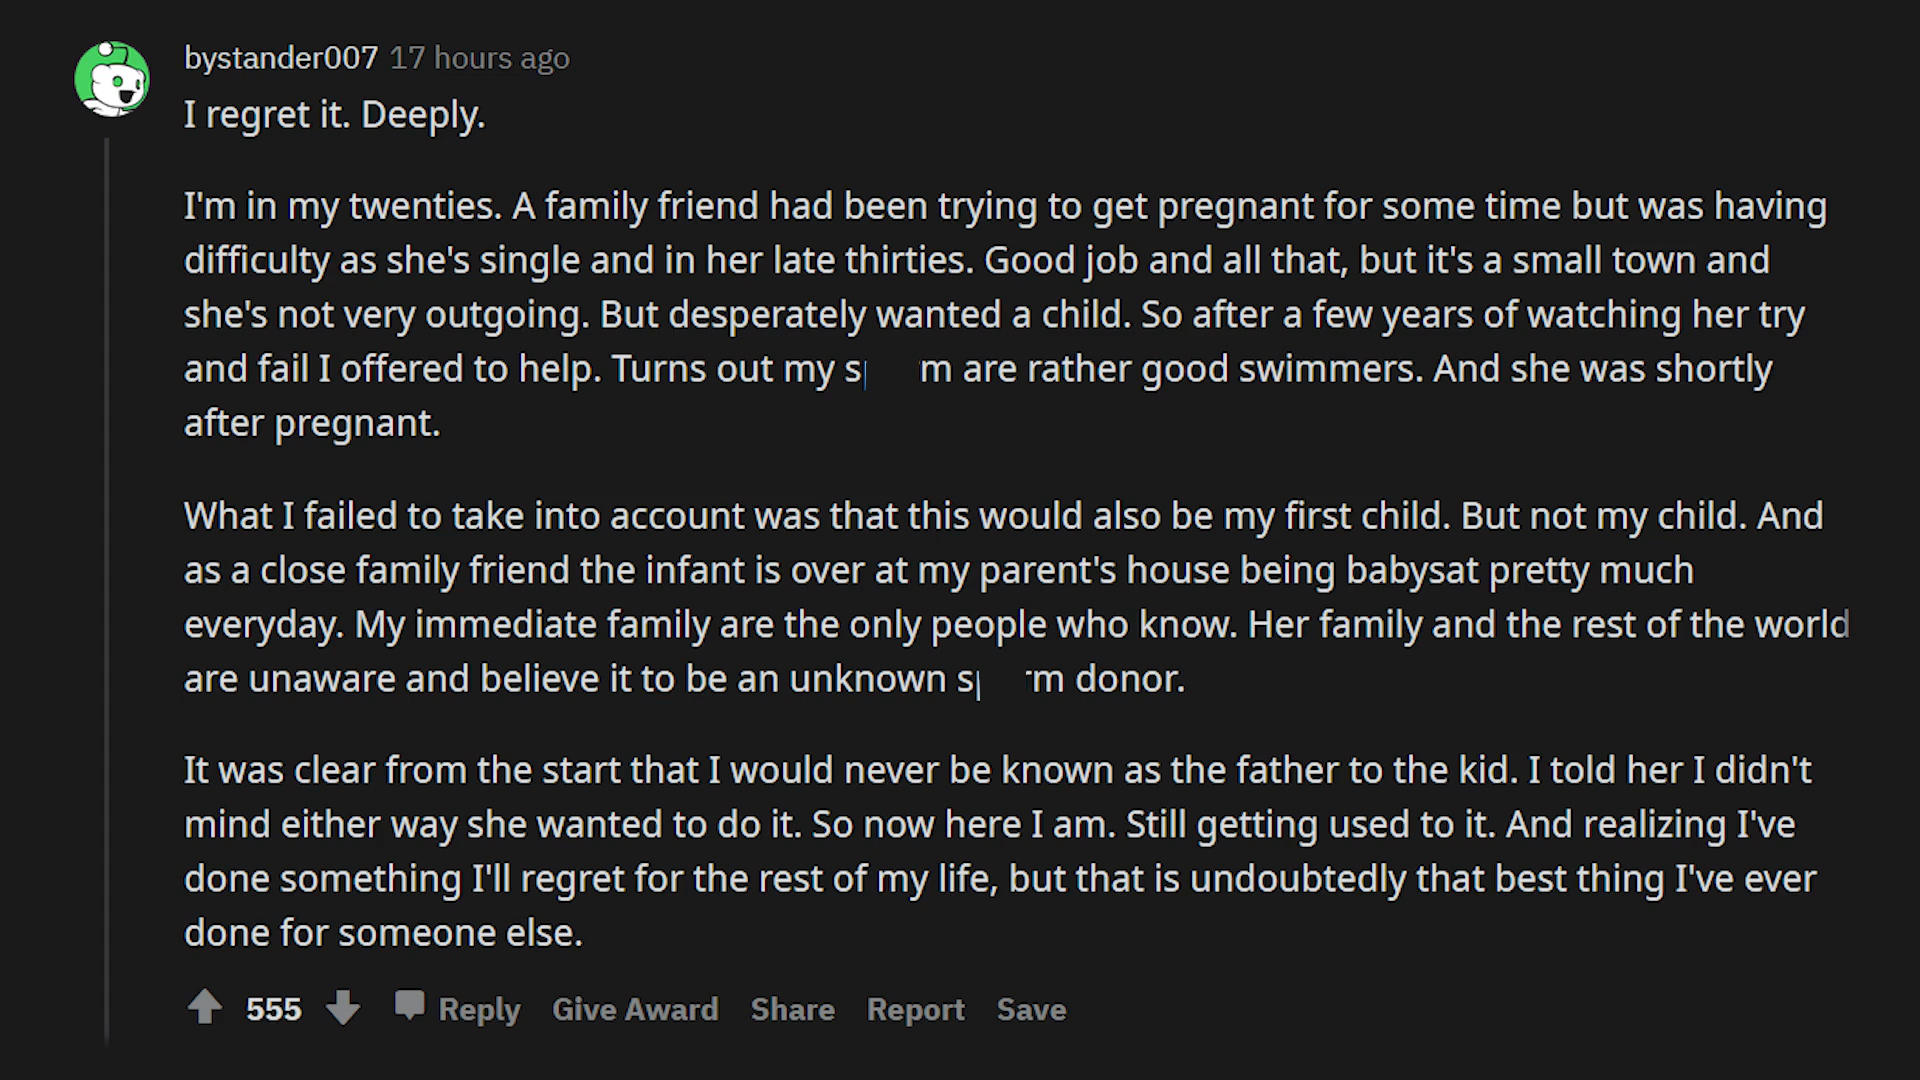 bystander007 17 hours ago
I regret it. Deeply.
I'm in my twenties. A family friend had been trying to get pregnant for some time but was having
difficulty as she's single and in her late thirties. Good job and all that, but it's a small town and
she's not very outgoing. But desperately wanted a child. So after a few years of watching her try
and fail I offered to help. Turns out my s m are rather good swimmers. And she was shortly
after pregnant.
What I failed to take into account was that this would also be my first child. But not my child. And
as a close family friend the infant is over at my parent's house being babysat pretty much
everyday. My immediate family are the only people who know. Her family and the rest of the world
are unaware and believe it to be an unknown s rm donor.
It was clear from the start that I would never be known as the father to the kid. I told her I didn't
mind either way she wanted to do it. So now here I am. Still getting used to it. And realizing I've
done something I'll regret for the rest of my life, but that is undoubtedly that best thing I've ever
done for someone else.
555 Reply Give Award Share Report Save